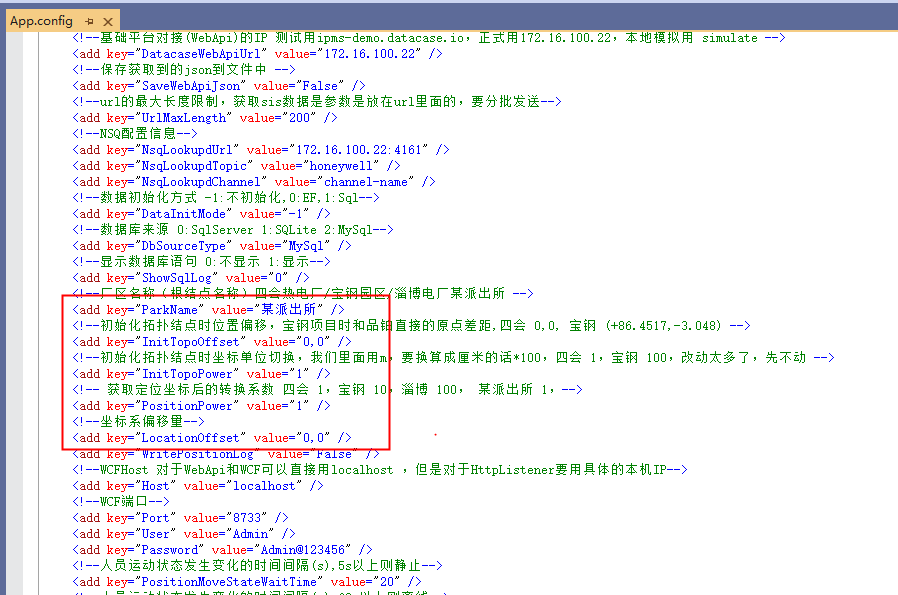 App.config
<!--基础平台对接(WebApi)的IP 测试用ipms-demo.datacase.io，正式用172.16.100.22，本地模拟用 simulate -->
<add key="DatacaseWebApiUrl" value="172.16.100.22" />
<!--保存获取到的json到文件中 -->
<add key="SaveWebApiJson" value="False" />
<!--url的最大长度限制，获取sis数据是参数是放在url里面的，要分批发送-->
<add key="UrlMaxLength" value="200" />
<!--NSQ配置信息-->
<add key="NsqLookupdUrl" value="172.16.100.22:4161" />
<add key="NsqLookupdTopic" value="honeywell" />
<add key="NsqLookupdChannel" value="channel-name" />
<!--数据初始化方式 -1:不初始化,0:EF,1:Sql-->
<add key="DataInitMode" value="-1" />
<!--数据库来源 0:SqlServer 1:SQLite 2:MySql-->
<add key="DbSourceType" value="MySql" />
<!--显示数据库语句 0:不显示 1:显示-->
<add key="ShowSqlLog" value="0" />
<!--厂区名称（根结点名称）四会热电厂/宝钢园区/淄博电厂某派出所 -->
<add key="ParkName" value="某派出所" />
<!--初始化拓扑结点时位置偏移，宝钢项目时和品铂直接的原点差距,四会 0,0, 宝钢 (+86.4517,-3.048) -->
<add key="InitTopoOffset" value="0,0" />
<!--初始化拓扑结点时坐标单位切换，我们里面用m，要换算成厘米的话*100，四会 1，宝钢 100，改动太多了，先不动 -->
<add key="InitTopoPower" value="1" />
<!-- 获取定位坐标后的转换系数 四会 1，宝钢 10，淄博 100， 某派出所 1，-->
<add key="PositionPower" value="1" />
<!--坐标系偏移量-->
<add key="LocationOffset" value="0,0" />
<add key="WritePositionLog" value="False" />
<!--WCFHost 对于WebApi和WCF可以直接用localhost ，但是对于HttpListener要用具体的本机IP-->
<add key="Host" value="localhost" />
<!--WCF端口-->
<add key="Port" value="8733" />
<add key="User" value="Admin" />
<add key="Password" value="Admin@123456" />
<!--人员运动状态发生变化的时间间隔(s),5s以上则静止-->
<add key="PositionMoveStateWaitTime" value="20" />